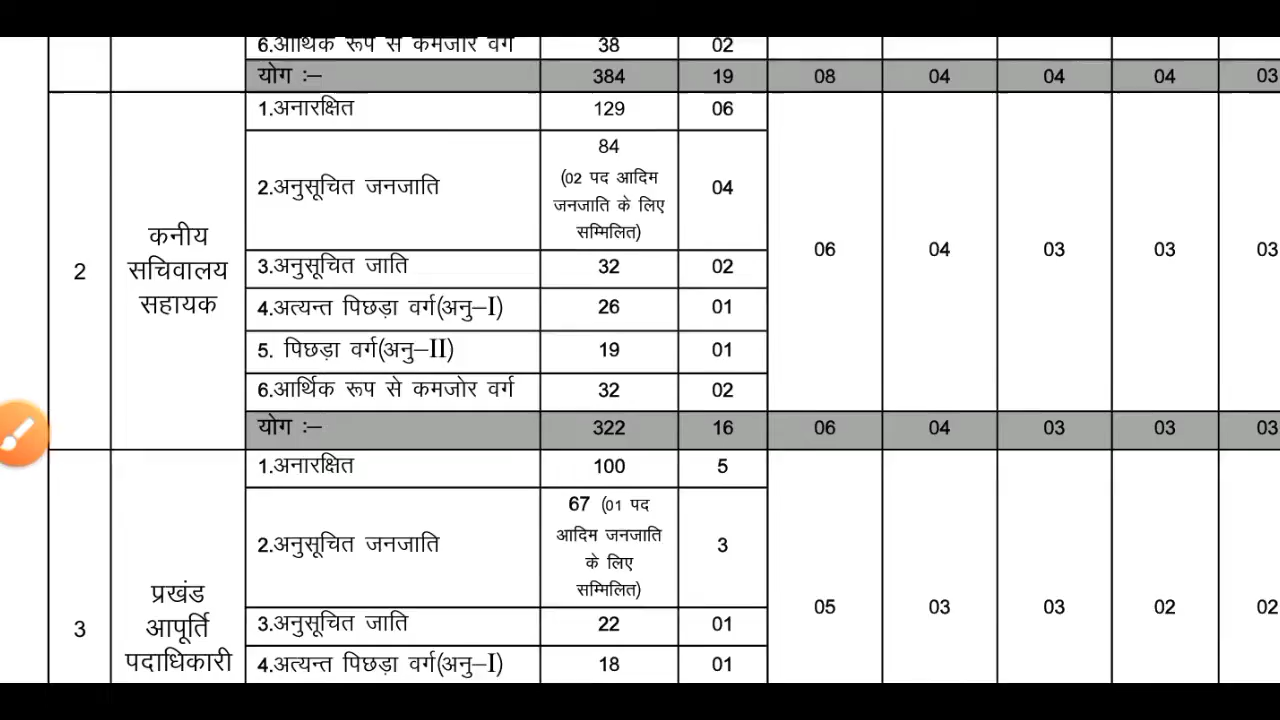 6.आर्थिक रूप से कमजोर वर्ग 38 02
योग :– 384 19 08 04 04 04 03
2 कनीय सचिवालय सहायक
1.अनारक्षित 129 06
2.अनुसूचित जनजाति 84 (02 पद आदिम जनजाति के लिए सम्मिलित) 04
06 04 03 03 03
3.अनुसूचित जाति 32 02
4.अत्यन्त पिछड़ा वर्ग(अनु–I) 26 01
5. पिछड़ा वर्ग(अनु–II) 19 01
6.आर्थिक रूप से कमजोर वर्ग 32 02
योग :– 322 16 06 04 03 03 03
3 प्रखंड आपूर्ति पदाधिकारी
1.अनारक्षित 100 5
2.अनुसूचित जनजाति 67 (01 पद आदिम जनजाति के लिए सम्मिलित) 3
05 03 03 02 02
3.अनुसूचित जाति 22 01
4.अत्यन्त पिछड़ा वर्ग(अनु–I) 18 01